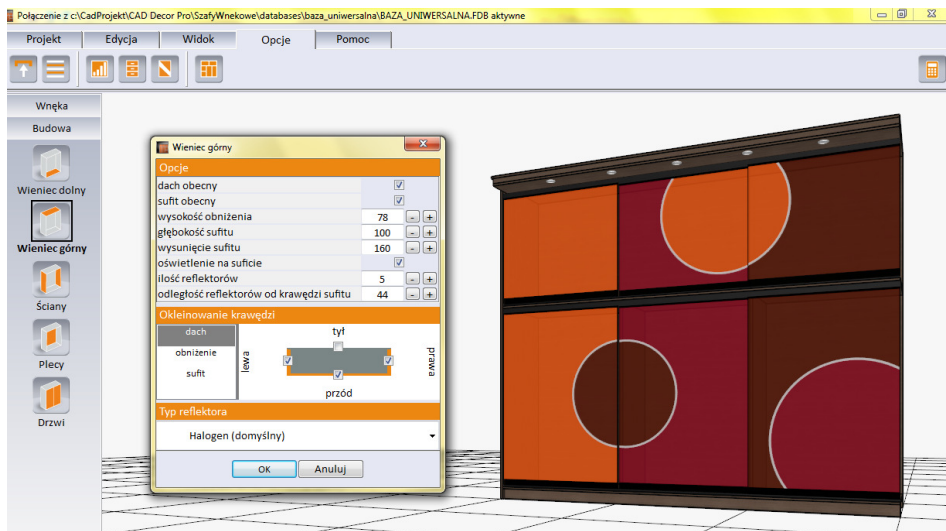 Połączenie z c:\CadProjekt\CAD Decor Pro\SzafyWnekowe\databases\baza_uniwersalna\BAZA_UNIWERSALNA.FDB aktywne
Projekt Edycja Widok Opcje Pomoc
Wnęka
Budowa
Wieniec dolny
Wieniec górny
Ściany
Plecy
Drzwi
Wieniec górny
Opcje
dach obecny
sufit obecny
wysokość obniżenia 78 - +
głębokość sufitu 100 - +
wysunięcie sufitu 160 - +
oświetlenie na suficie
ilość reflektorów 5 - +
odległość reflektorów od krawędzi sufitu 44 - +
Okleinowanie krawędzi
dach
obniżenie
sufit
lewa
tył
prawa
przód
Typ reflektora
Halogen (domyślny)
OK Anuluj